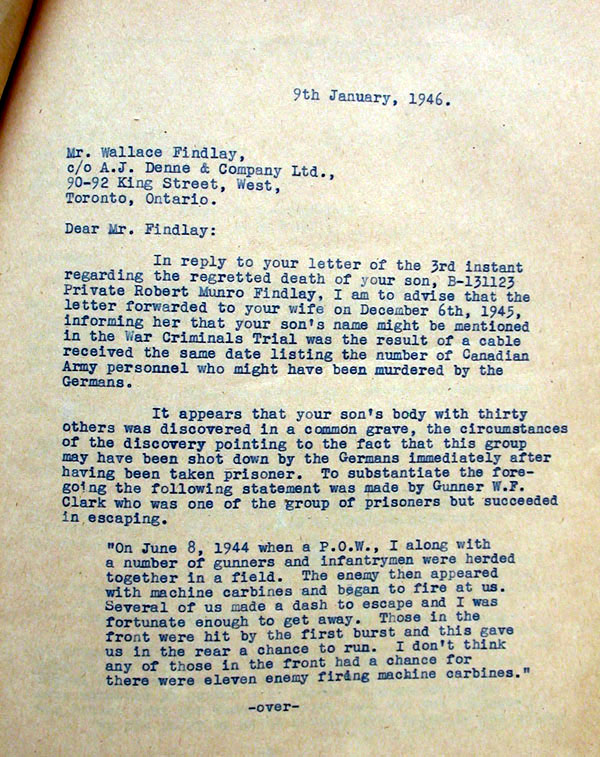 9th January, 1946.
Mr. Wallace Findlay,
c/o A.J. Denne & Company Ltd.,
90-92 King Street, West,
Toronto, Ontario.
Dear Mr. Findlay:
In reply to your letter of the 3rd instant
regarding the regretted death of your son, B-131123
Private Robert Munro Findlay, I am to advise that the
letter forwarded to your wife on December 6th, 1945,
informing her that your son's name might be mentioned
in the War Criminals Trial was the result of a cable
received the same date listing the number of Canadian
Army personnel who might have been murdered by the
Germans.
It appears that your son's body with thirty
others was discovered in a common grave, the circumstances
of the discovery pointing to the fact that this group
may have been shot down by the Germans immediately after
having been taken prisoner. To substantiate the fore-
going the following statement was made by Gunner W.F.
Clark who was one of the group of prisoners but succeeded
in escaping.
"On June 8, 1944 when a P.O.W., I along with
a number of gunners and infantrymen were herded
together in a field. The enemy then appeared
with machine carbines and began to fire at us.
Several of us made a dash to escape and I was
fortunate enough to get away. Those in the
front were hit by the first burst and this gave
us in the rear a chance to run. I don't think
any of those in the front had a chance for
there were eleven enemy firing machine carbines."
-over-